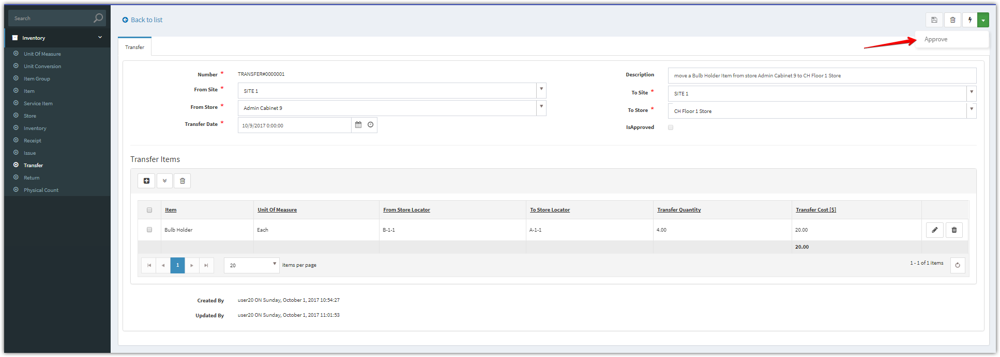 Search
Inventory
Unit Of Measure
Unit Conversion
Item Group
Item
Service Item
Store
Inventory
Receipt
Issue
Transfer
Return
Physical Count
Back to list
Approve
Transfer
Number * TRANSFER#0000001
Description move a Bulb Holder Item from store Admin Cabinet 9 to CH Floor 1 Store
From Site * SITE 1
To Site * SITE 1
From Store * Admin Cabinet 9
To Store * CH Floor 1 Store
Transfer Date * 10/9/2017 0:00:00
IsApproved
Transfer Items
Item Unit Of Measure From Store Locator To Store Locator Transfer Quantity Transfer Cost [$]
Bulb Holder Each B-1-1 A-1-1 4.00 20.00
20.00
1 20 items per page 1 - 1 of 1 items
Created By user20 ON Sunday, October 1, 2017 10:54:27
Updated By user20 ON Sunday, October 1, 2017 11:01:53